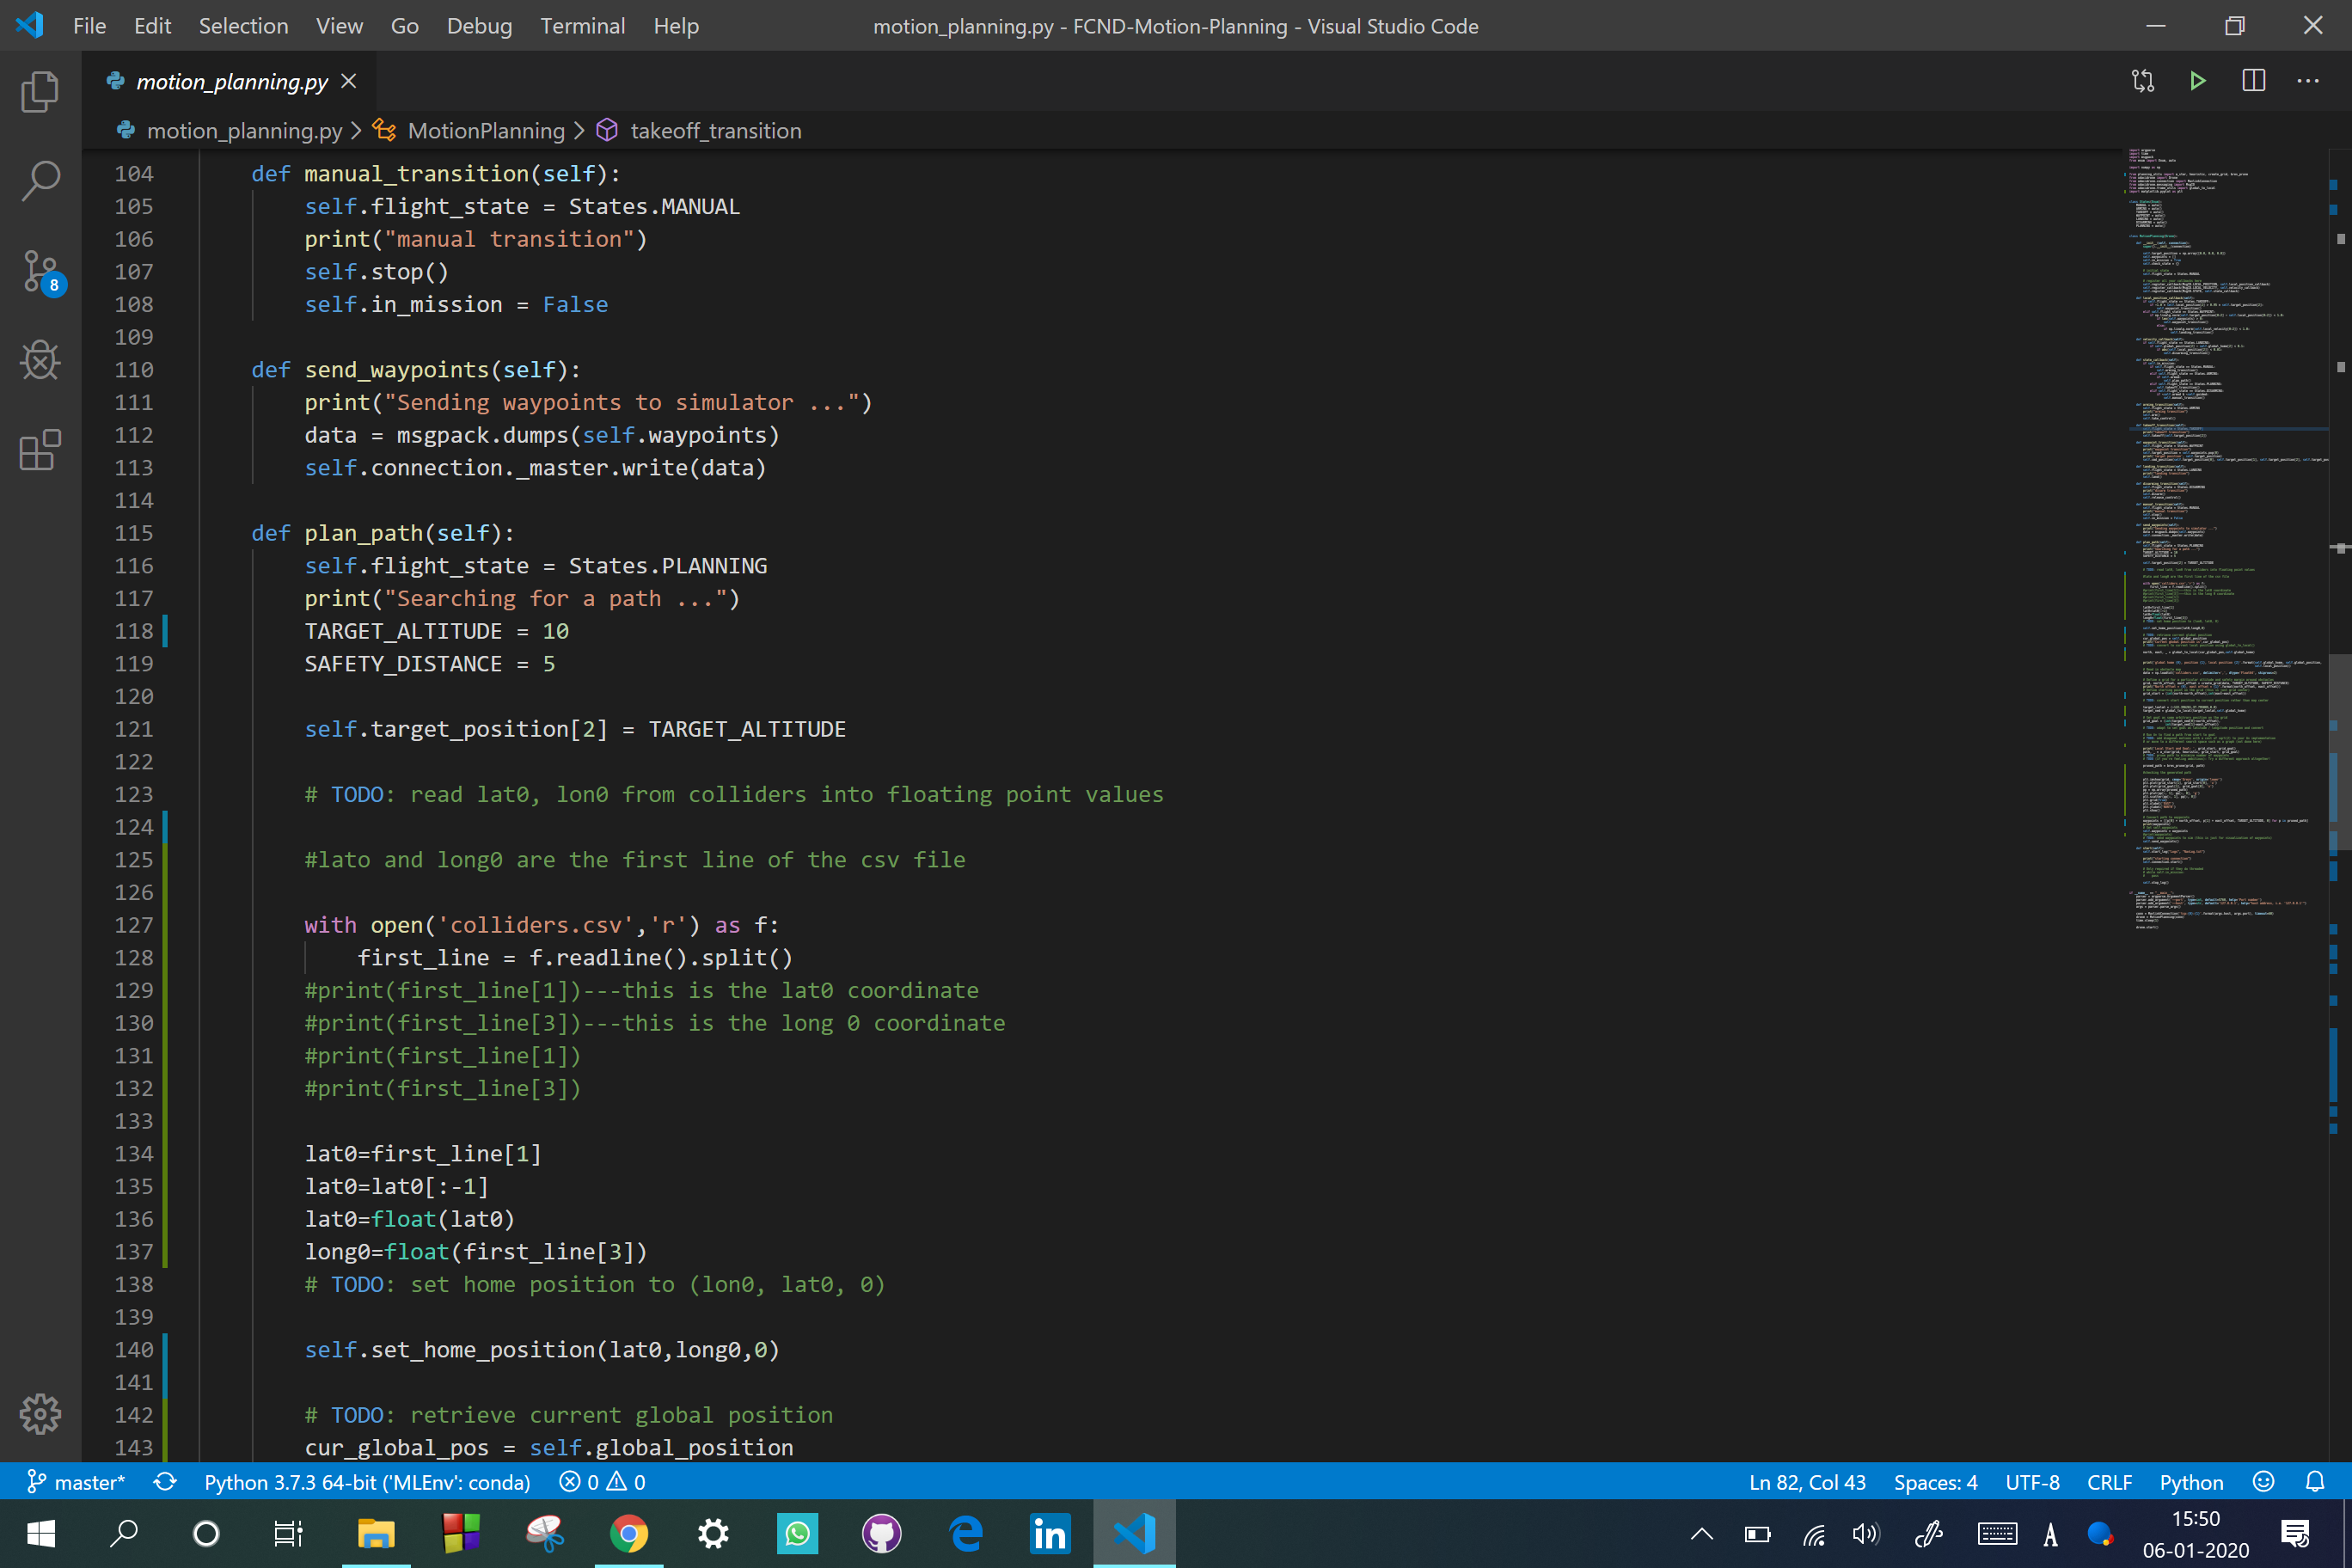 File Edit Selection View Go Debug Terminal Help motion_planning.py - FCND-Motion-Planning - Visual Studio Code
motion_planning.py
motion_planning.py > MotionPlanning > takeoff_transition
104 def manual_transition(self):
105 self.flight_state = States.MANUAL
106 print("manual transition")
107 self.stop()
108 self.in_mission = False
109
110 def send_waypoints(self):
111 print("Sending waypoints to simulator ...")
112 data = msgpack.dumps(self.waypoints)
113 self.connection._master.write(data)
114
115 def plan_path(self):
116 self.flight_state = States.PLANNING
117 print("Searching for a path ...")
118 TARGET_ALTITUDE = 10
119 SAFETY_DISTANCE = 5
120
121 self.target_position[2] = TARGET_ALTITUDE
122
123 # TODO: read lat0, lon0 from colliders into floating point values
124
125 #lato and long0 are the first line of the csv file
126
127 with open('colliders.csv','r') as f:
128 first_line = f.readline().split()
129 #print(first_line[1])---this is the lat0 coordinate
130 #print(first_line[3])---this is the long 0 coordinate
131 #print(first_line[1])
132 #print(first_line[3])
133
134 lat0=first_line[1]
135 lat0=lat0[:-1]
136 lat0=float(lat0)
137 long0=float(first_line[3])
138 # TODO: set home position to (lon0, lat0, 0)
139
140 self.set_home_position(lat0,long0,0)
141
142 # TODO: retrieve current global position
143 cur_global_pos = self.global_position
8
master* Python 3.7.3 64-bit ('MLEnv': conda) 0 0 Ln 82, Col 43 Spaces: 4 UTF-8 CRLF Python
in A 15:50
06-01-2020